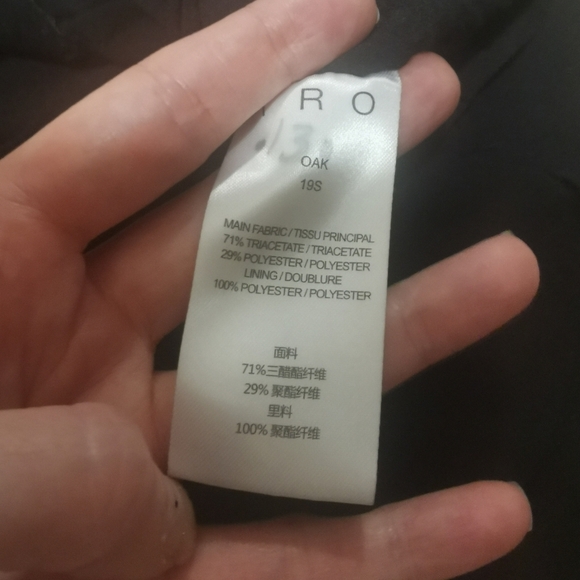 RO
OAK
19S
MAIN FABRIC / TISSU PRINCIPAL
71% TRIACETATE / TRIACETATE
29% POLYESTER / POLYESTER
LINING / DOUBLURE
100% POLYESTER / POLYESTER
面料
71%三醋酯纤维
29% 聚酯纤维
里料
100% 聚酯纤维